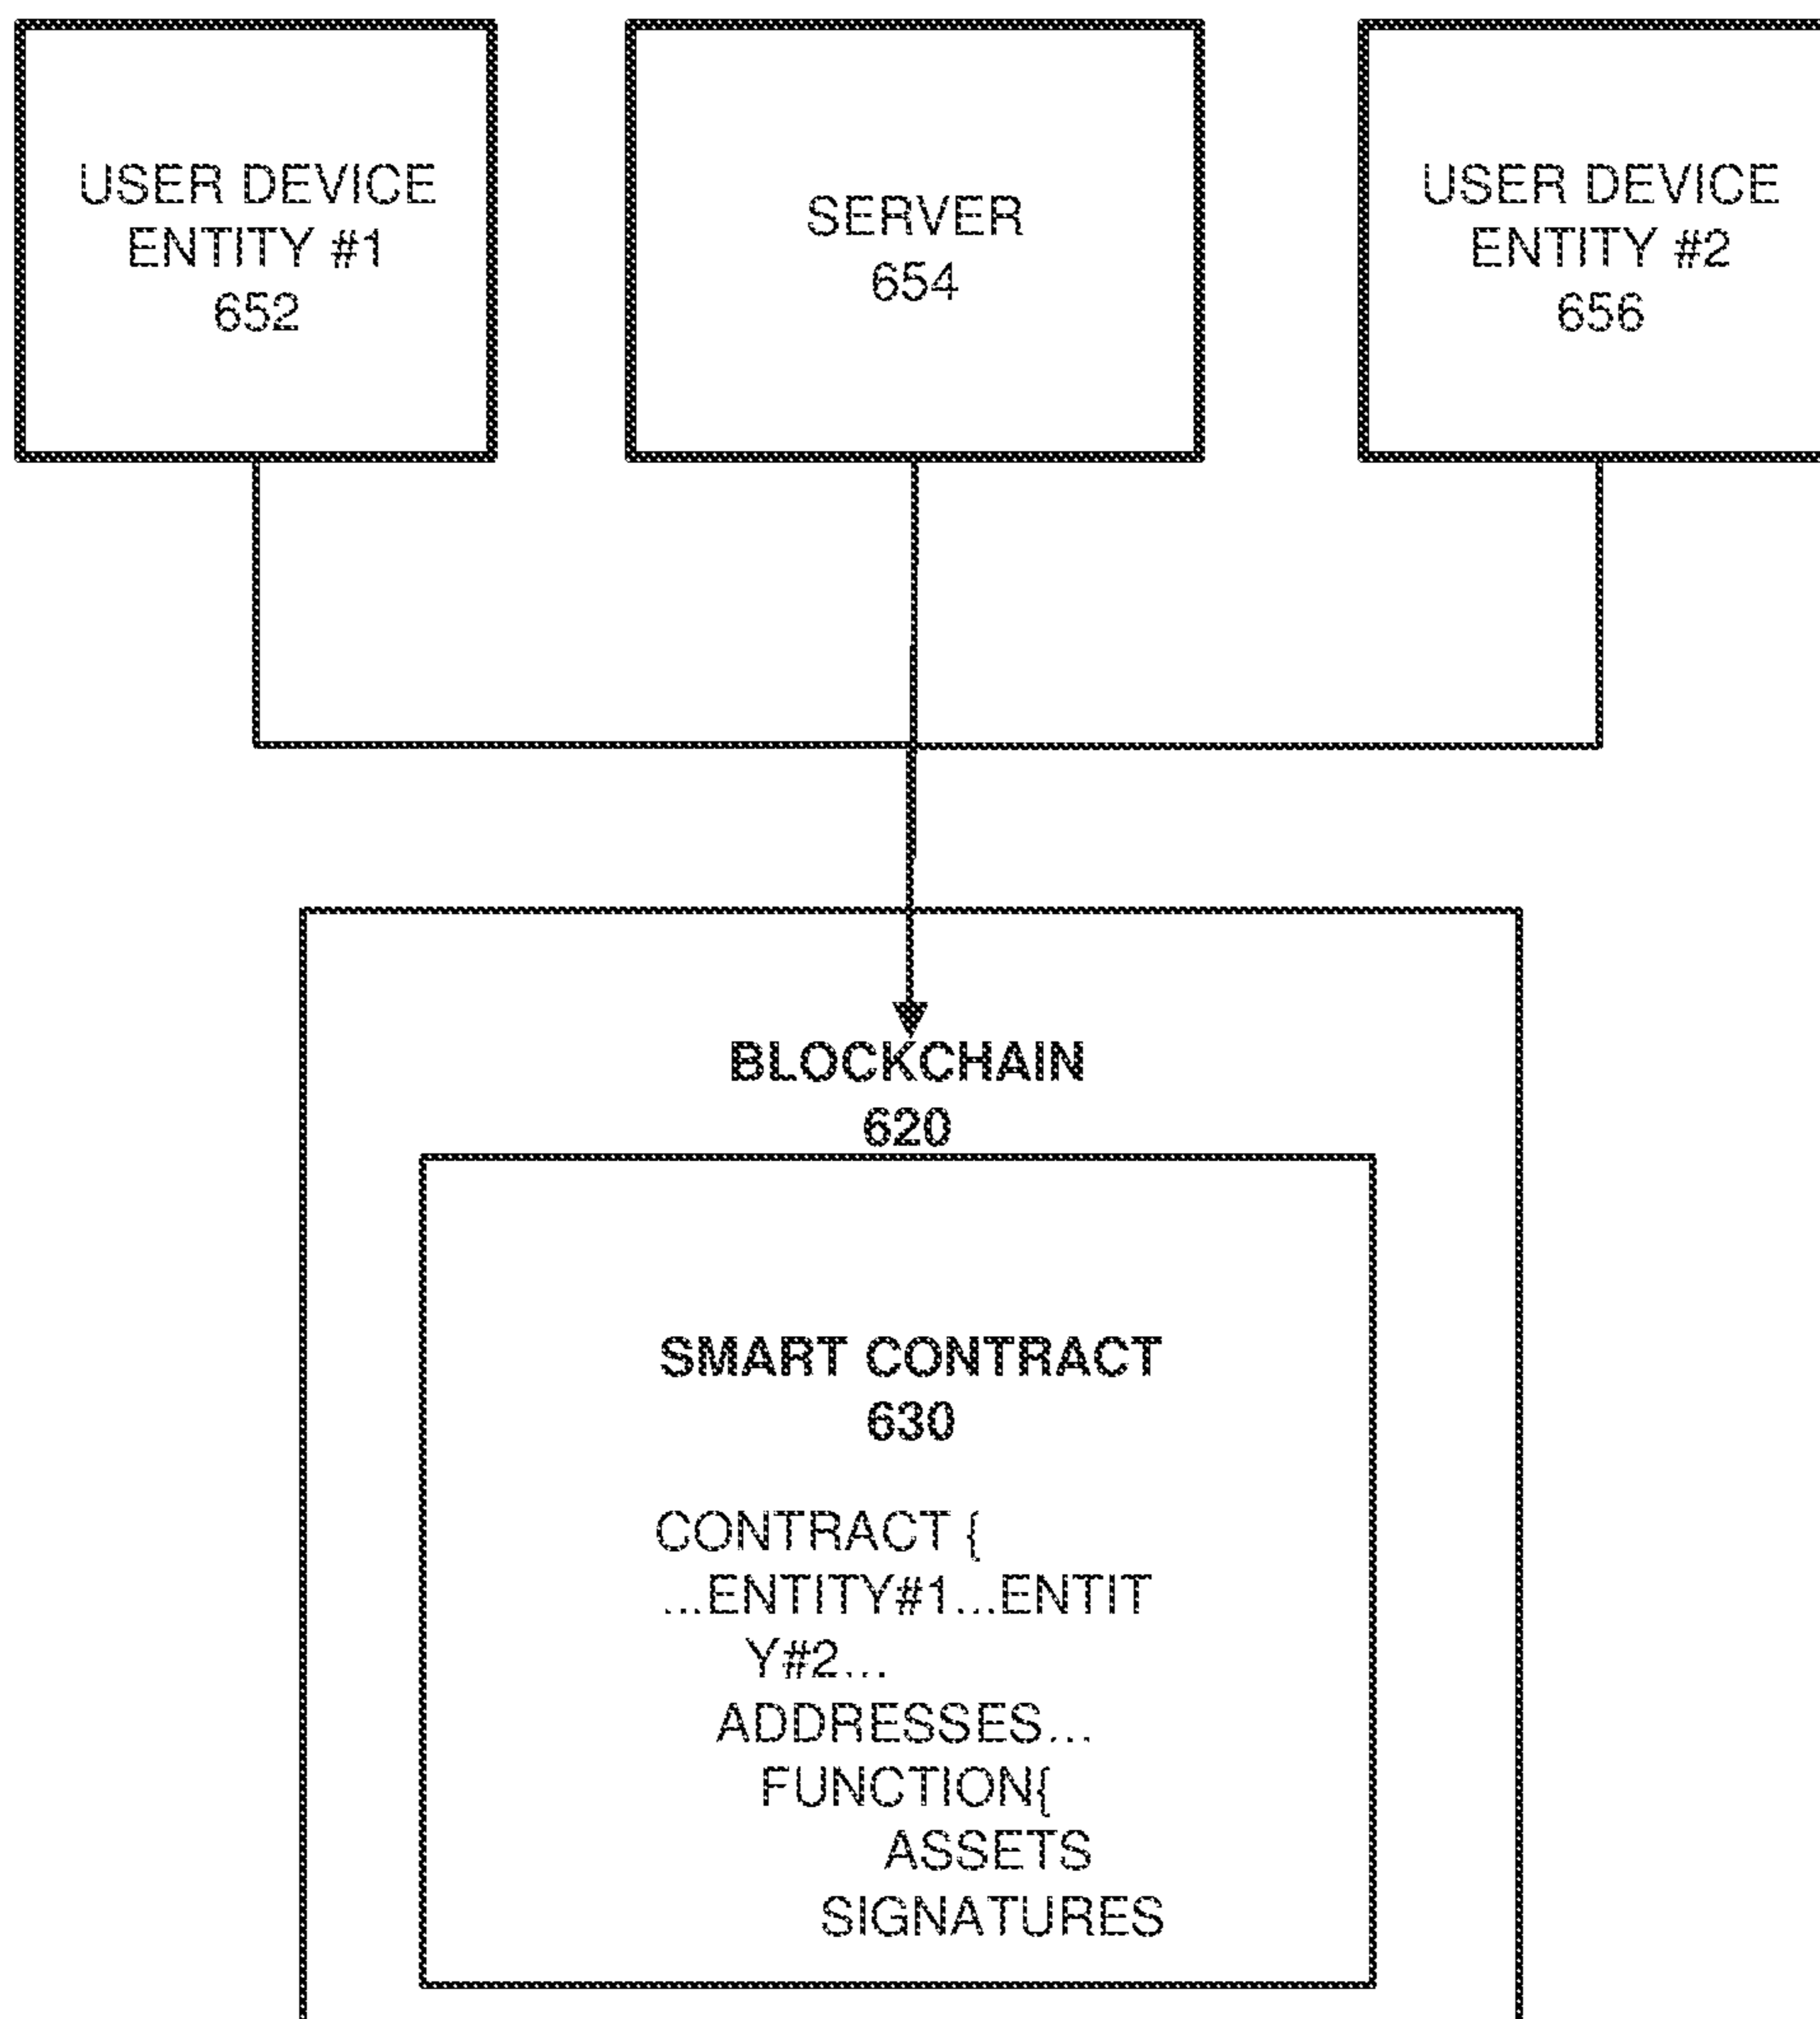 USER DEVICE
ENTITY #1
652
SERVER
654
USER DEVICE
ENTITY #2
656
BLOCKCHAIN
620
SMART CONTRACT
630
CONTRACT {
...ENTITY#1...ENTIT
Y#2...
ADDRESSES...
FUNCTION{
ASSETS
SIGNATURES